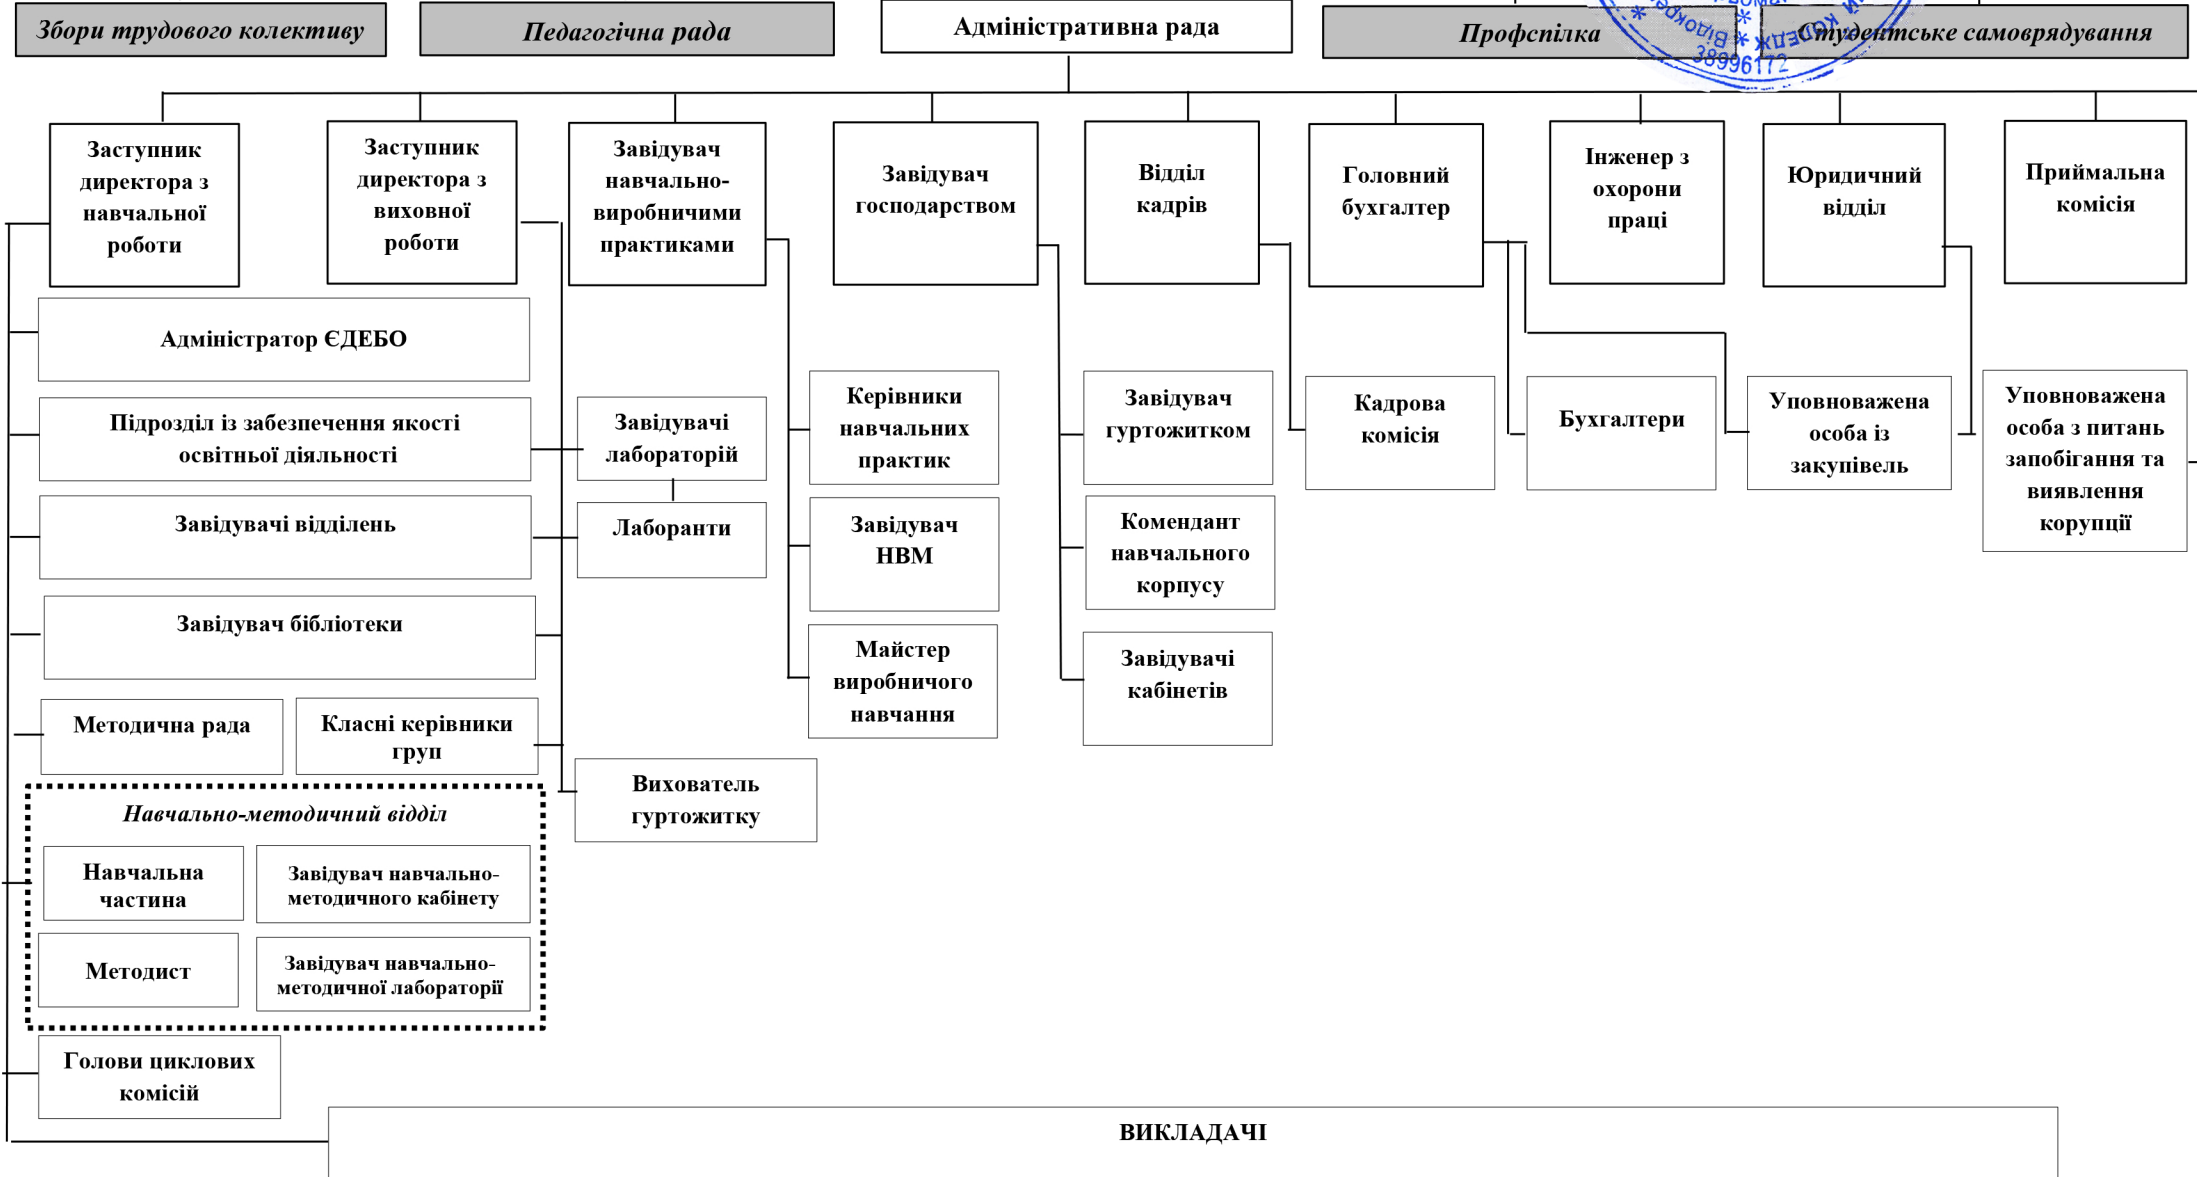 Збори трудового колективу
Педагогічна рада
Адміністративна рада
Профспілка
Студентське самоврядування
38996172
Заступник
директора з
навчальної
роботи
Заступник
директора з
виховної
роботи
Завідувач
навчально-
виробничими
практиками
Завідувач
господарством
Відділ
кадрів
Головний
бухгалтер
Інженер з
охорони
праці
Юридичний
відділ
Приймальна
комісія
Адміністратор ЄДЕБО
Підрозділ із забезпечення якості
освітньої діяльності
Завідувачі відділень
Завідувач бібліотеки
Методична рада
Класні керівники
груп
Завідувачі
лабораторій
Лаборанти
Керівники
навчальних
практик
Завідувач
НВМ
Майстер
виробничого
навчання
Завідувач
гуртожитком
Комендант
навчального
корпусу
Завідувачі
кабінетів
Кадрова
комісія
Бухгалтери
Уповноважена
особа із
закупівель
Уповноважена
особа з питань
запобігання та
виявлення
корупції
Вихователь
гуртожитку
Навчально-методичний відділ
Навчальна
частина
Завідувач навчально-
методичного кабінету
Методист
Завідувач навчально-
методичної лабораторії
Голови циклових
комісій
ВИКЛАДАЧІ